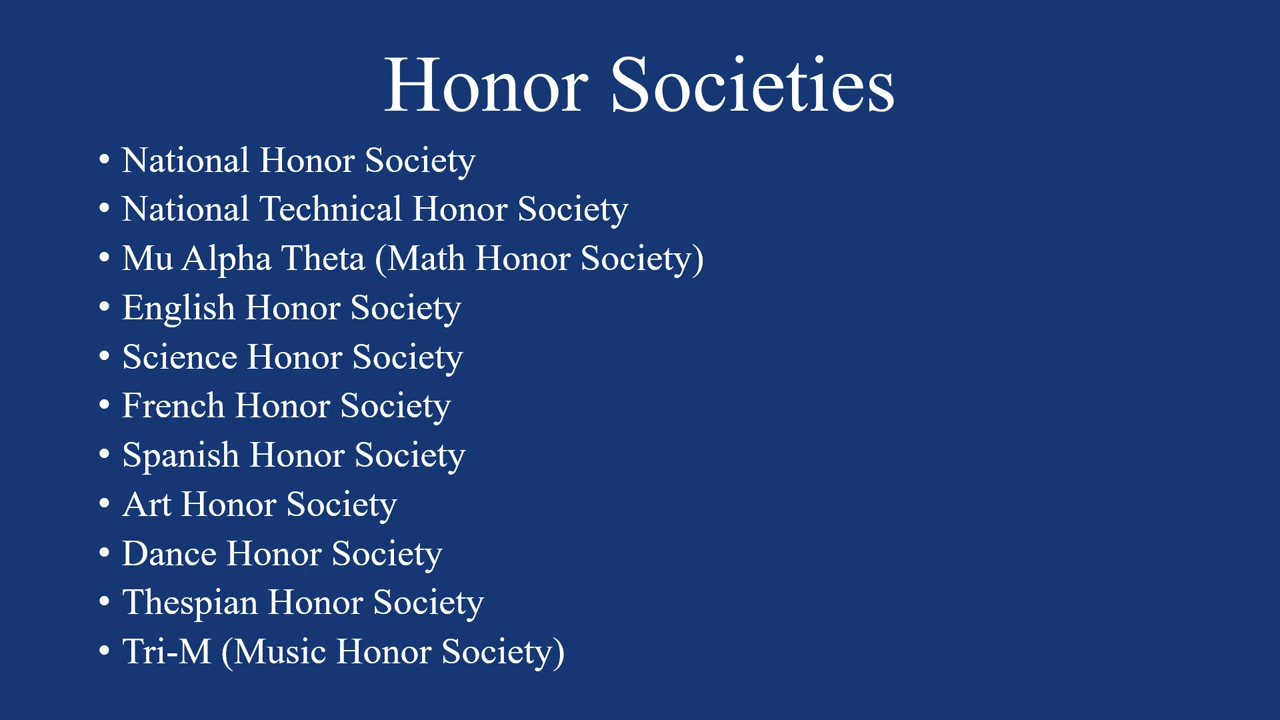 Honor Societies
• National Honor Society
• National Technical Honor Society
• Mu Alpha Theta (Math Honor Society)
• English Honor Society
• Science Honor Society
• French Honor Society
• Spanish Honor Society
• Art Honor Society
• Dance Honor Society
• Thespian Honor Society
• Tri-M (Music Honor Society)